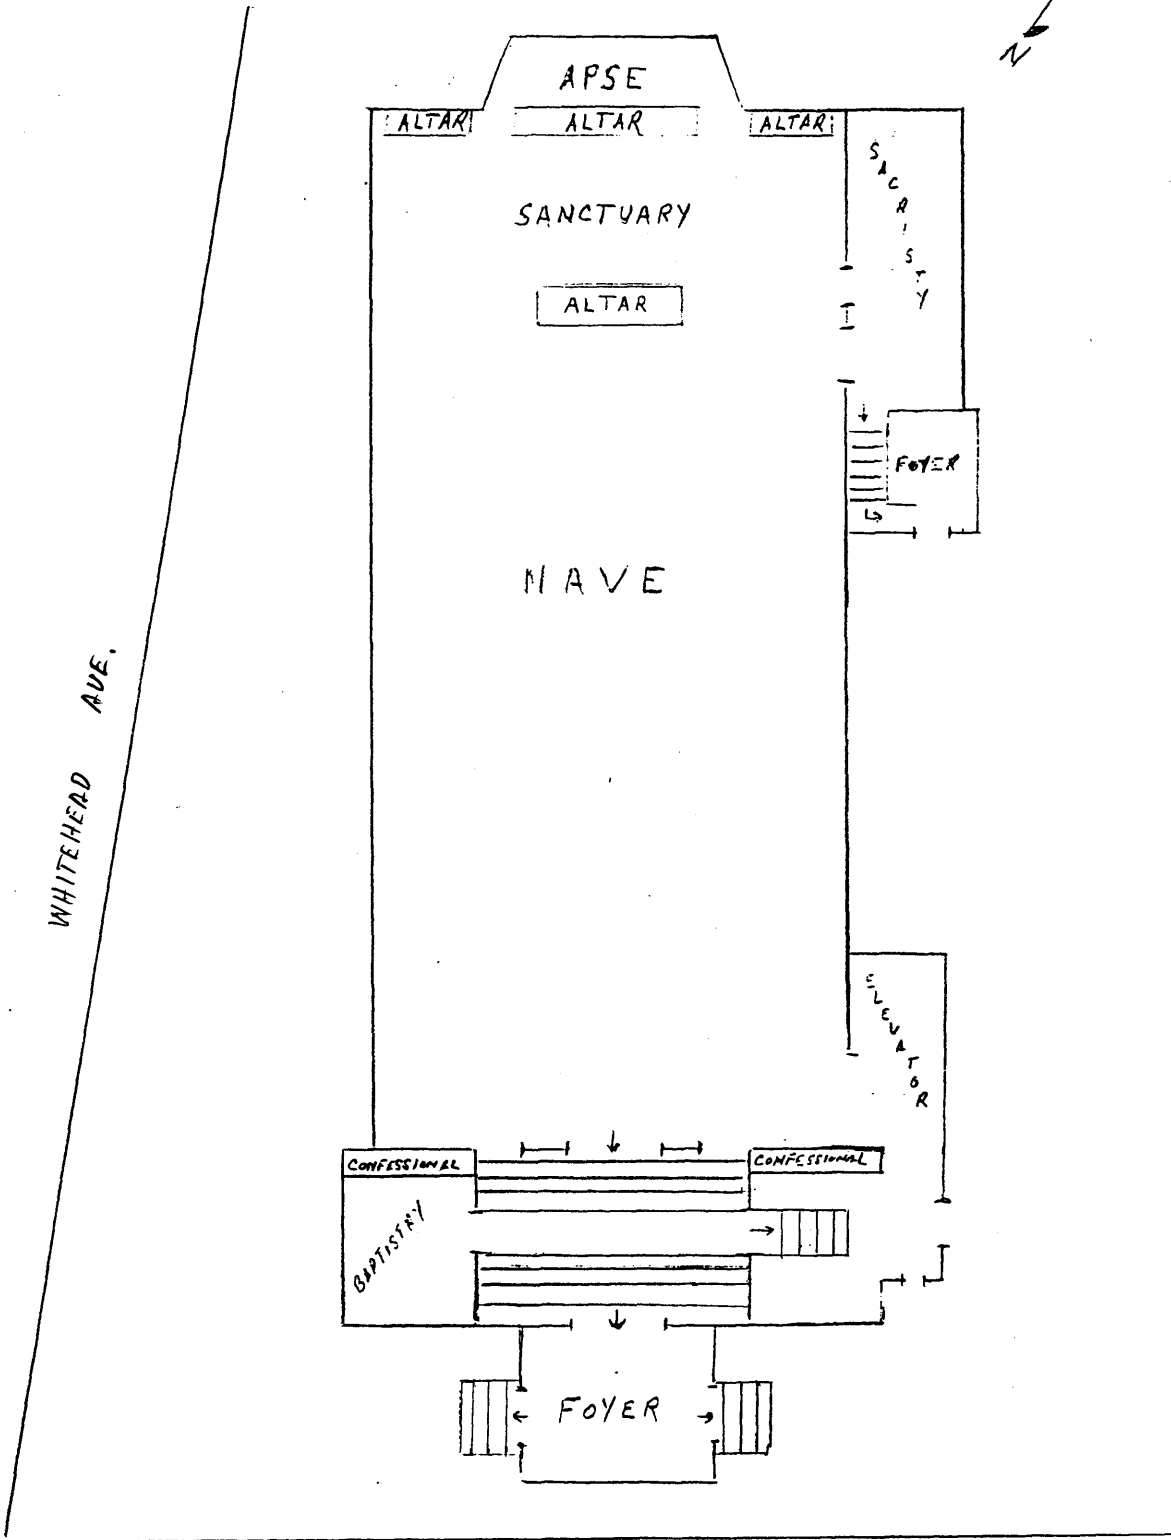 N
APSE
ALTAR
ALTAR
ALTAR
SACRISTY
SANCTUARY
ALTAR
FOYER
NAVE
WHITEHEAD AVE.
ELEVATOR
CONFESSIONAL
CONFESSIONAL
BAPTISTRY
FOYER